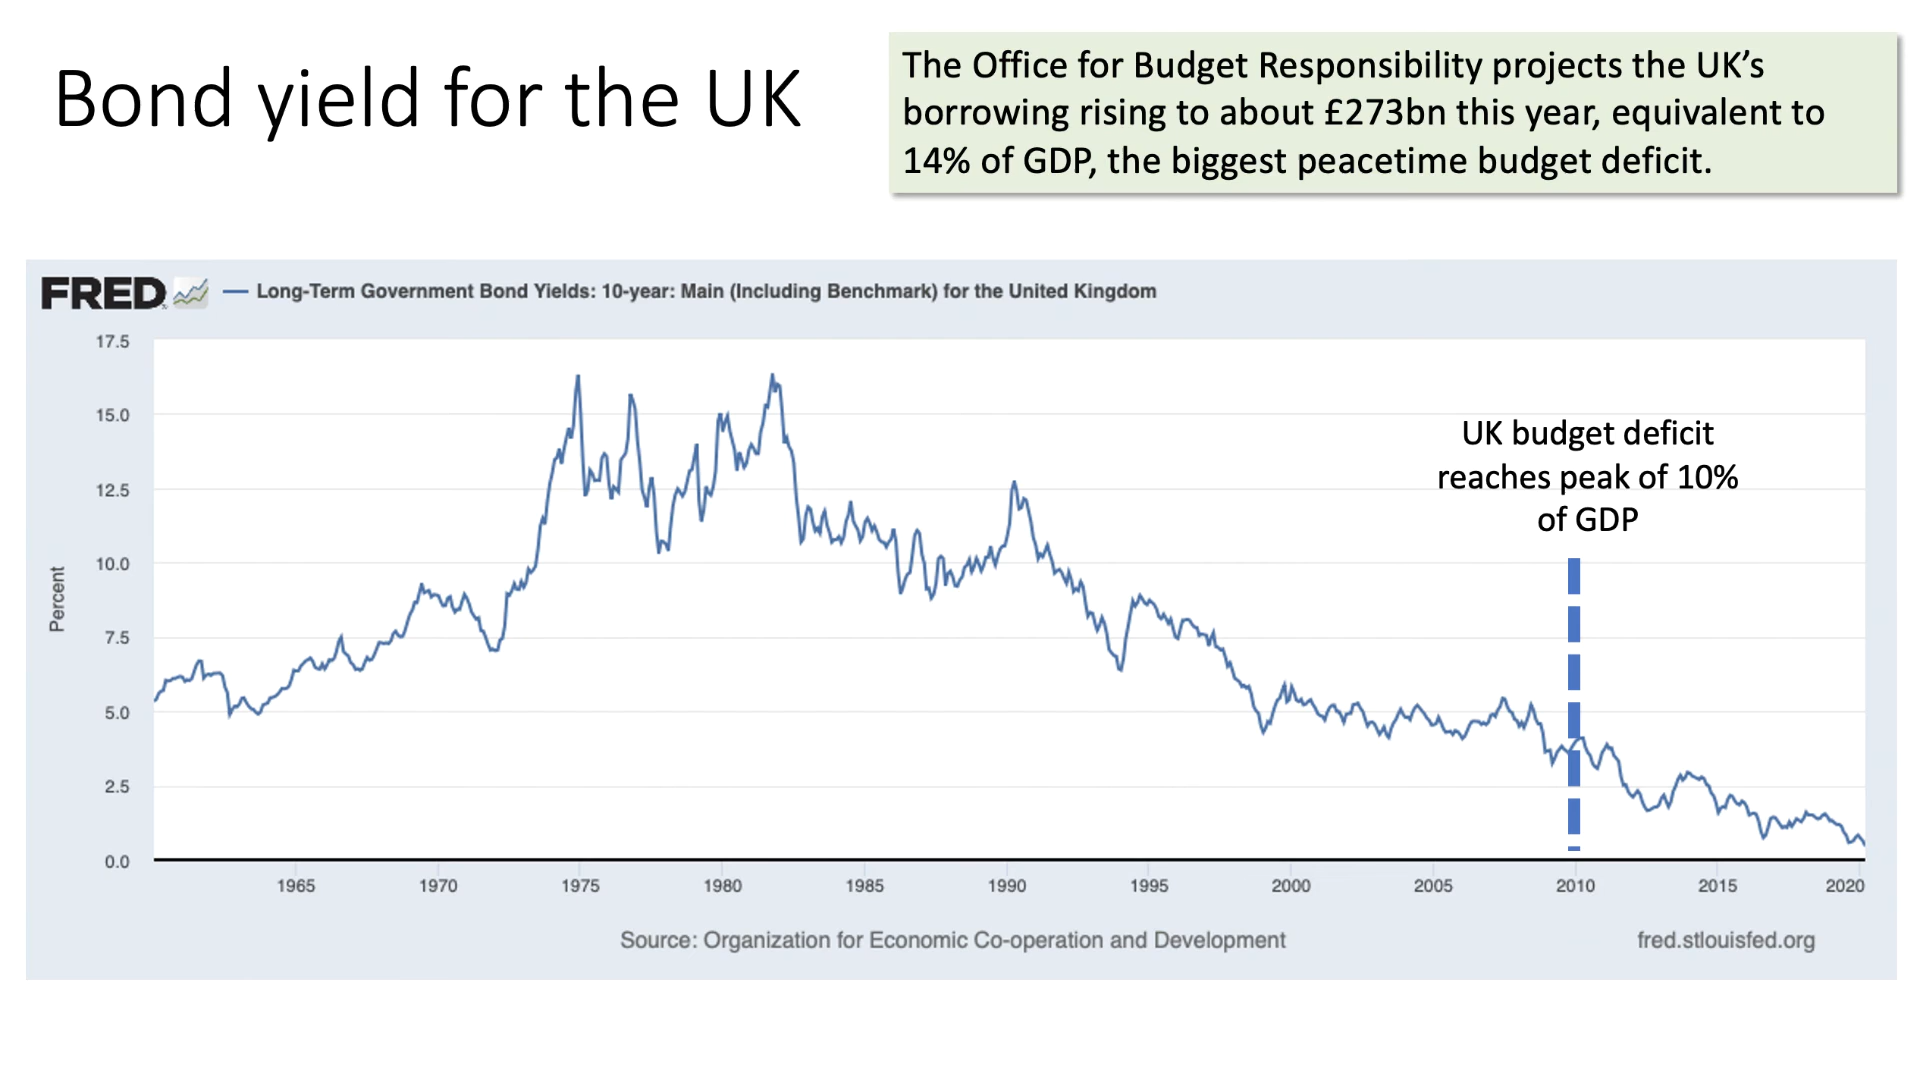 Bond yield for the UK
The Office for Budget Responsibility projects the UK’s
borrowing rising to about £273bn this year, equivalent to
14% of GDP, the biggest peacetime budget deficit.
FRED
Long-Term Government Bond Yields: 10-year: Main (Including Benchmark) for the United Kingdom
17.5
15.0
12.5
10.0
7.5
5.0
2.5
0.0
Percent
UK budget deficit
reaches peak of 10%
of GDP
1965 1970 1975 1980 1985 1990 1995 2000 2005 2010 2015 2020
Source: Organization for Economic Co-operation and Development
fred.stlouisfed.org